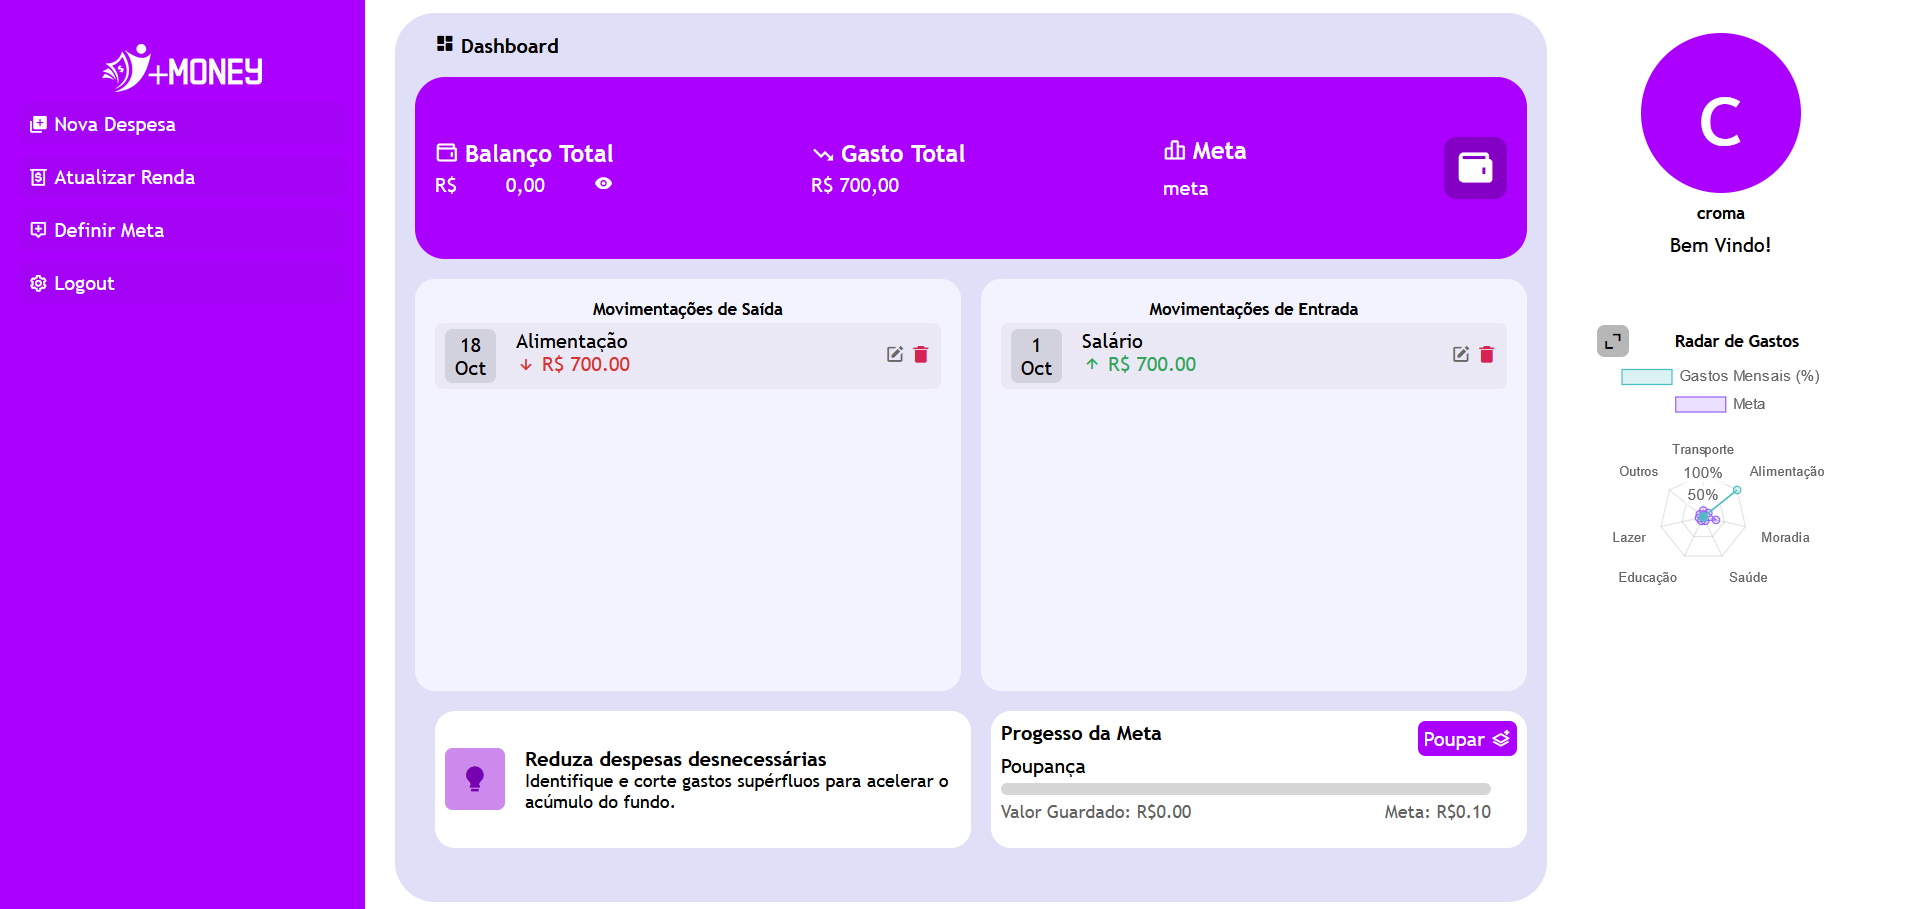 +MONEY
Nova Despesa
Atualizar Renda
Definir Meta
Logout
Dashboard
Balanço Total
R$ 0,00
Gasto Total
R$ 700,00
Meta
meta
Movimentações de Saída
18
Oct
Alimentação
R$ 700.00
Movimentações de Entrada
1
Oct
Salário
R$ 700.00
Reduza despesas desnecessárias
Identifique e corte gastos supérfluos para acelerar o
acúmulo do fundo.
Progesso da Meta
Poupar
Poupança
Valor Guardado: R$0.00
Meta: R$0.10
C
croma
Bem Vindo!
Radar de Gastos
Gastos Mensais (%)
Meta
Transporte
Outros
100%
Alimentação
50%
Lazer
Moradia
Educação
Saúde